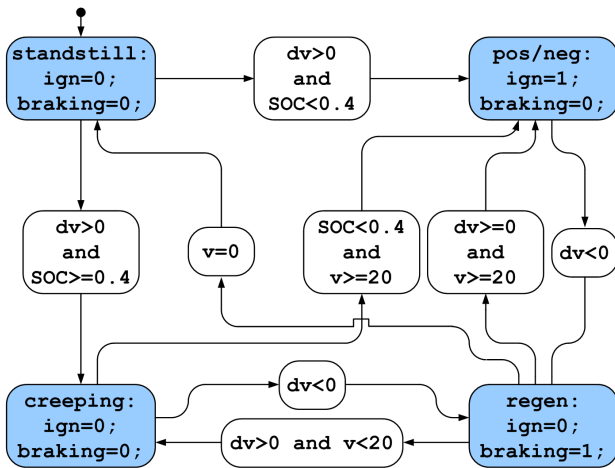 standstill:
ign=0;
braking=0;
dv>0
and
SOC<0.4
pos/neg:
ign=1;
braking=0;
dv>0
and
SOC>=0.4
v=0
SOC<0.4
and
v>=20
dv>=0
and
v>=20
dv<0
creeping:
ign=0;
braking=0;
dv<0
dv>0 and v<20
regen:
ign=0;
braking=1;